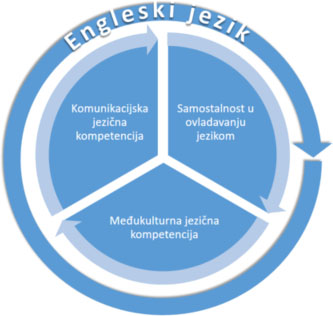 Engleski jezik
Komunikacijska
jezična
kompetencija
Samostalnost u
ovladavanju
jezikom
Međukulturna jezična
kompetencija